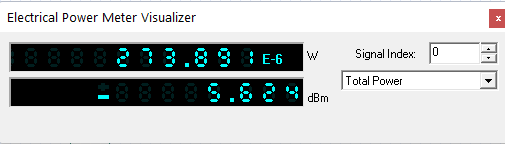 Electrical Power Meter Visualizer x
273.891 E-6 W
Signal Index: 0
Total Power
- 5.624 dBm